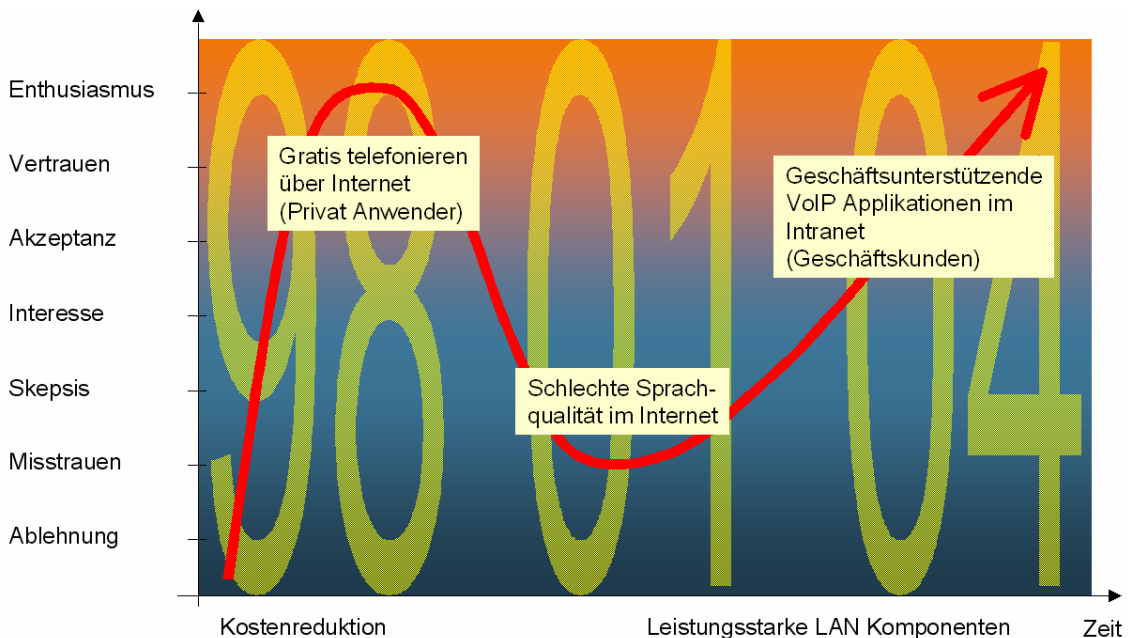 Enthusiasmus
Vertrauen
Akzeptanz
Interesse
Skepsis
Misstrauen
Ablehnung
98 01 04
Gratis telefonieren
über Internet
(Privat Anwender)
Schlechte Sprach-
qualität im Internet
Geschäftsunterstützende
VoIP Applikationen im
Intranet
(Geschäftskunden)
Kostenreduktion
Leistungsstarke LAN Komponenten
Zeit